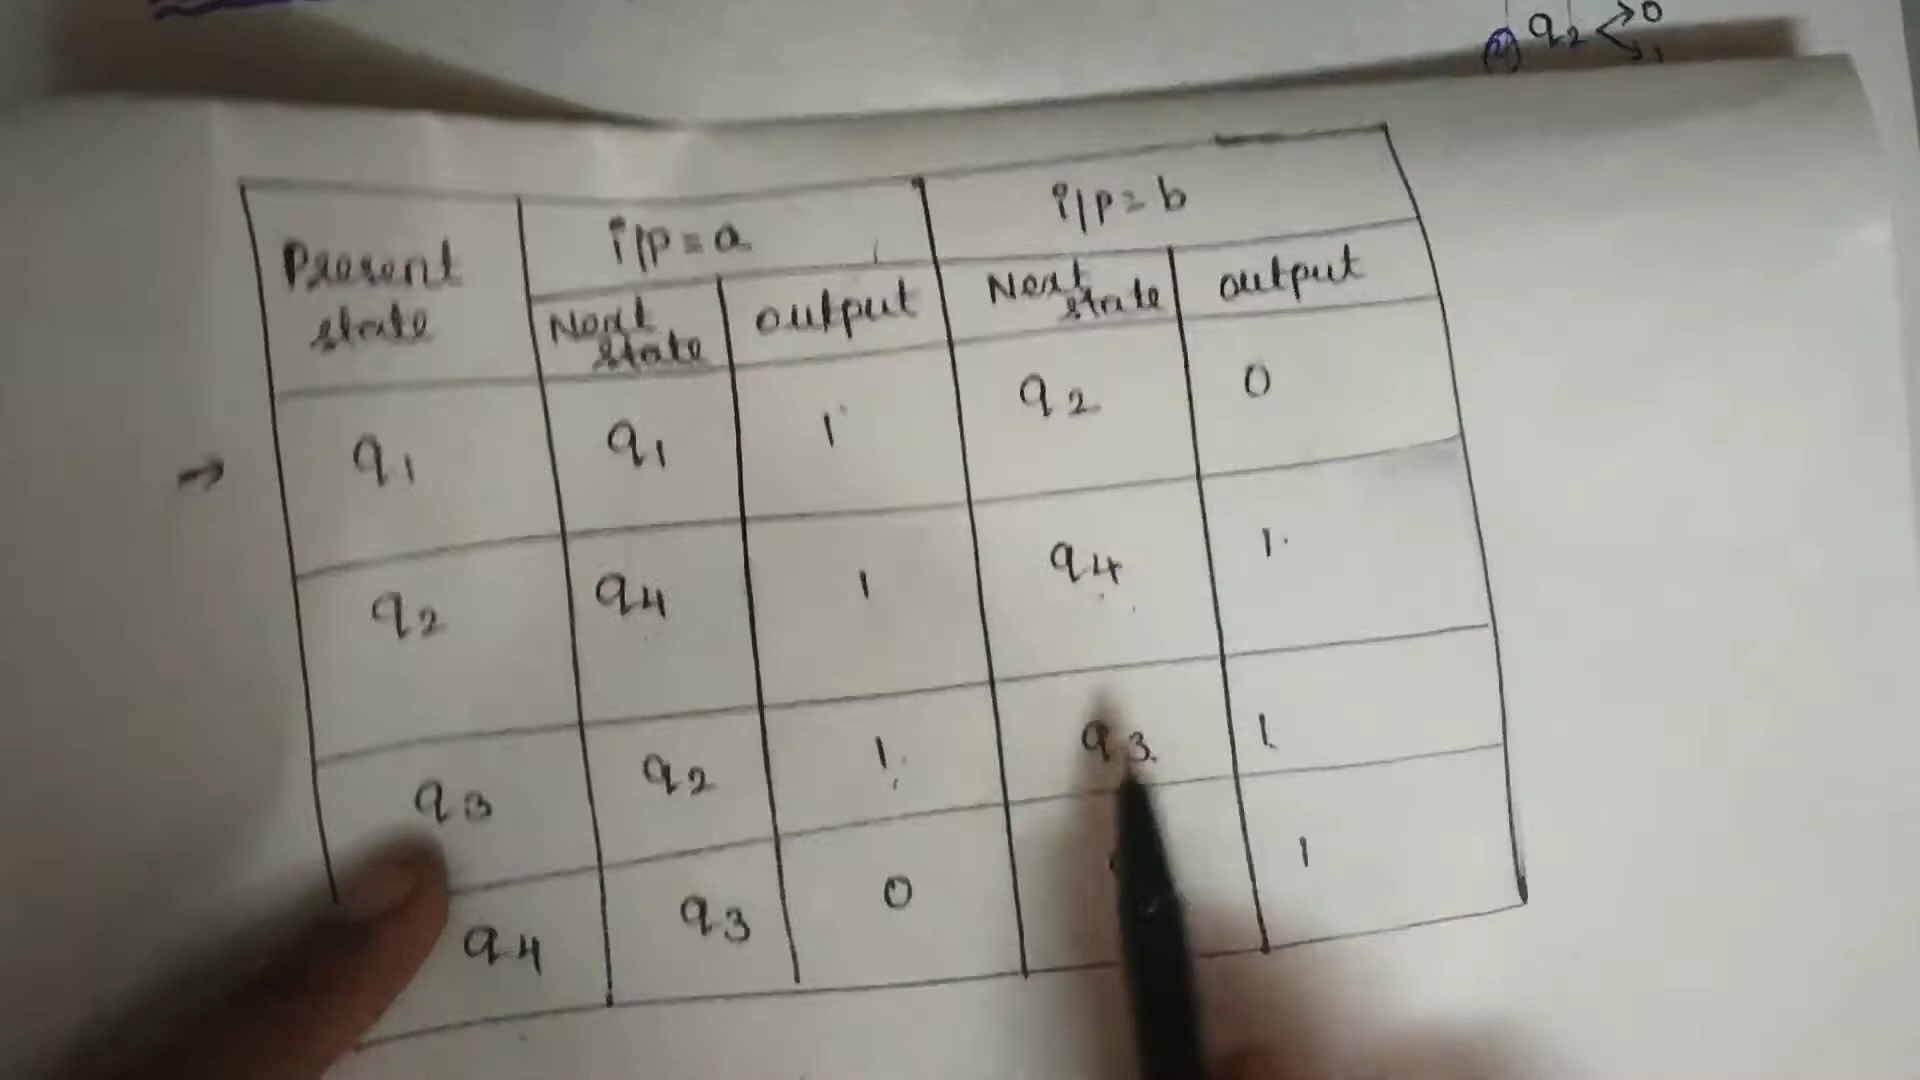 q2 → 0
→ 1
Present state
i/p = a
i/p = b
Next state
output
Next state
output
→ q1 q1 1 q2 0
q2 q4 1 q4 1
q3 q2 1 q3 1
q4 q3 0 1